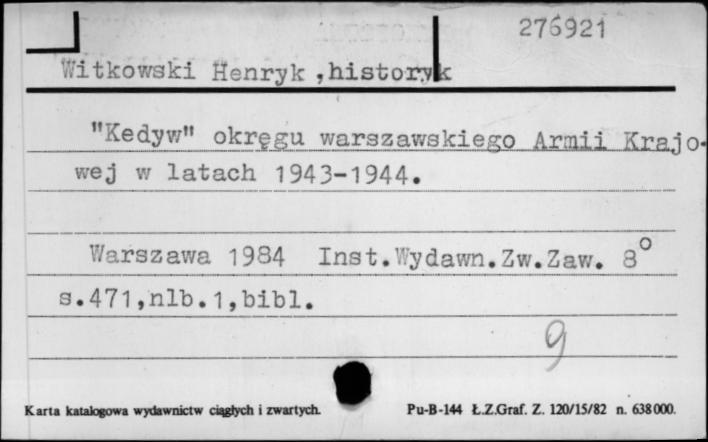 276921
Witkowski Henryk ,historyk
"Kedyw" okręgu warszawskiego Armii Krajo-
wej w latach 1943-1944.
Warszawa 1984 Inst.Wydawn.Zw.Zaw. 8°
s.471,nlb.1,bibl.
9
Karta katalogowa wydawnictw ciągłych i zwartych. Pu-B-144 Ł.Z.Graf. Z. 120/15/82 n. 638000.